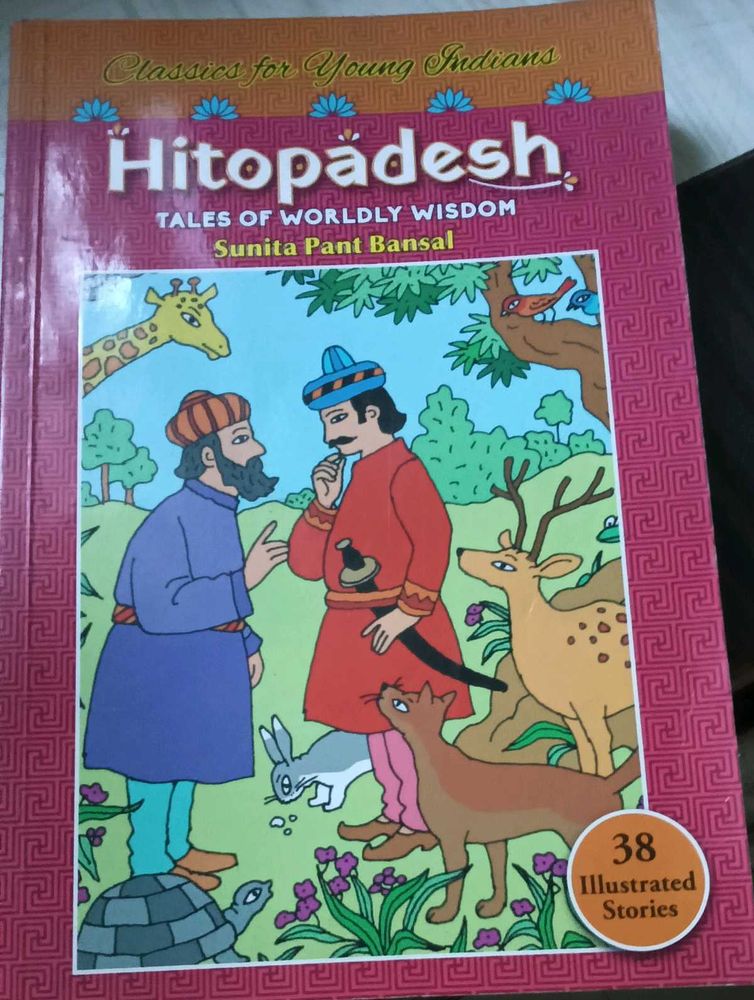 Classics for Young Indians
Hitopadesh
TALES OF WORLDLY WISDOM
Sunita Pant Bansal
38
Illustrated
Stories